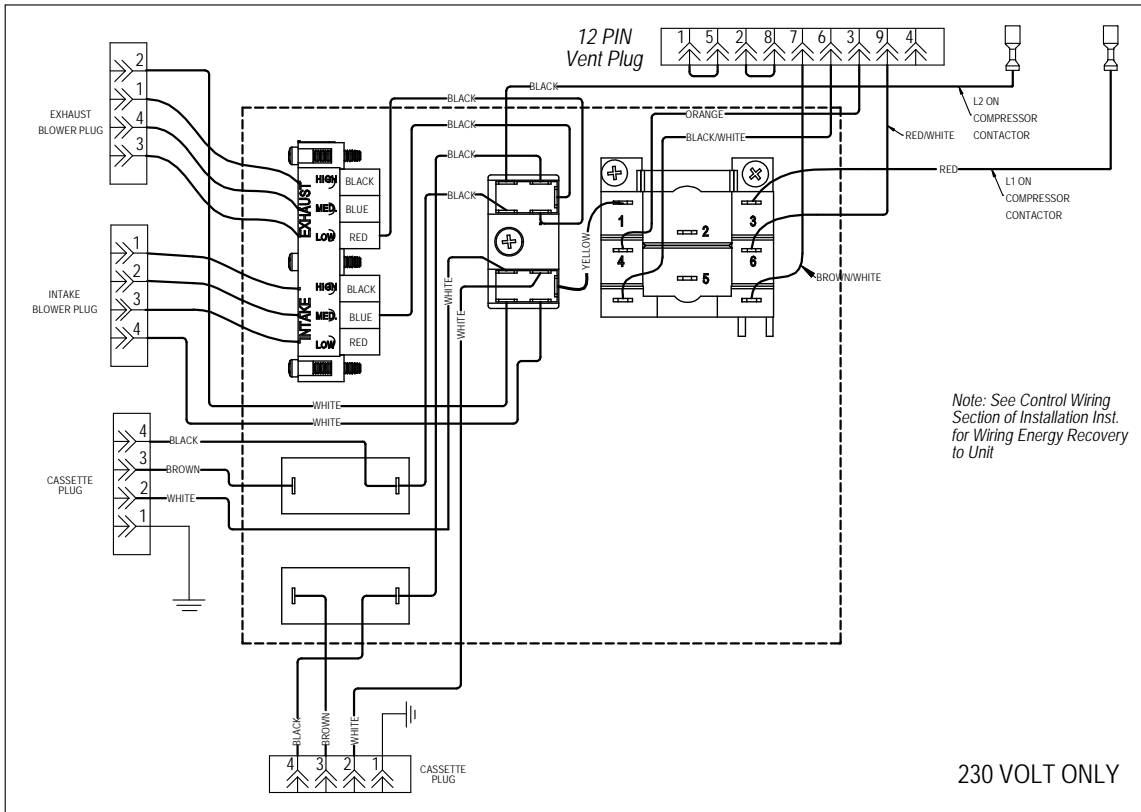 12 PIN
Vent Plug
1 5 2 8 7 6 3 9 4
2
1
4
3
EXHAUST
BLOWER PLUG
BLACK
BLACK
BLACK
BLACK
BLACK
ORANGE
BLACK/WHITE
RED/WHITE
L2 ON
COMPRESSOR
CONTACTOR
RED
L1 ON
COMPRESSOR
CONTACTOR
EXHAUST
HIGH
BLACK
MED.
BLUE
LOW
RED
1
2
3
4
5
6
YELLOW
BROWN/WHITE
1
2
3
4
INTAKE
BLOWER PLUG
INTAKE
HIGH
BLACK
MED.
BLUE
LOW
RED
WHITE
WHITE
WHITE
WHITE
4
3
2
1
CASSETTE
PLUG
BLACK
BROWN
WHITE
Note: See Control Wiring
Section of Installation Inst.
for Wiring Energy Recovery
to Unit
BLACK
BROWN
WHITE
4 3 2 1
CASSETTE
PLUG
230 VOLT ONLY